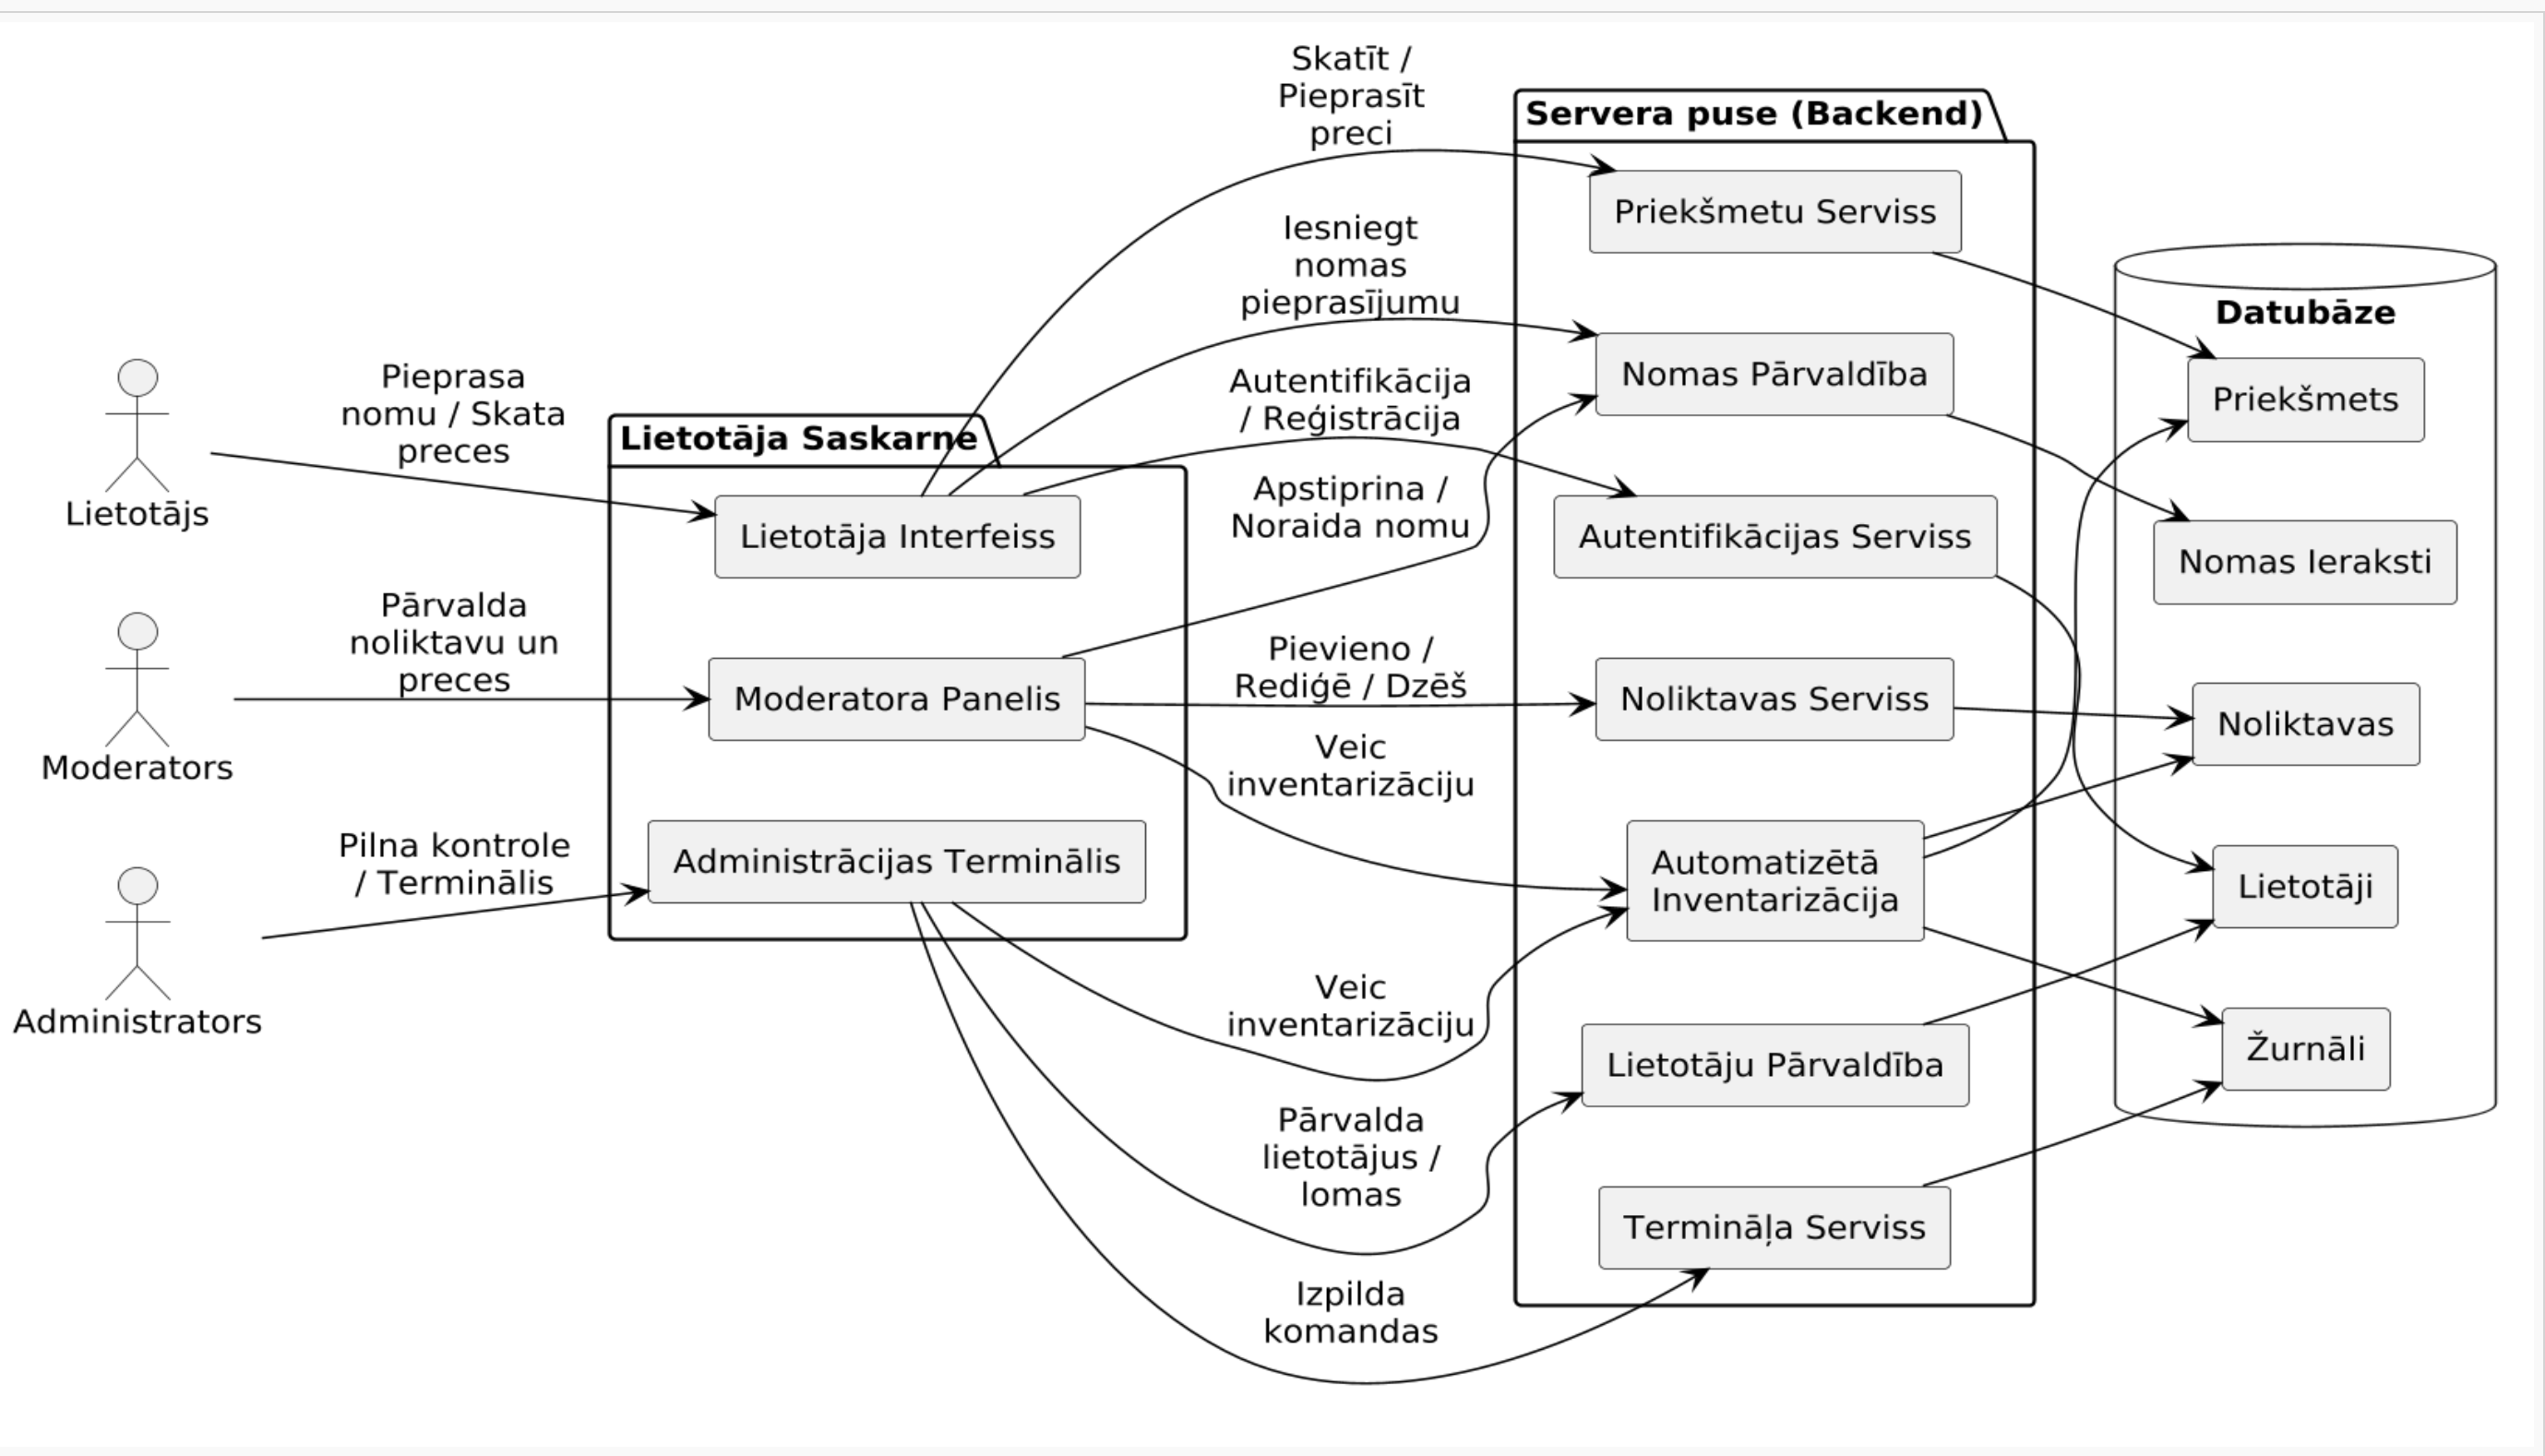 Skatīt /
Pieprasīt
preci
Servera puse (Backend)
Priekšmetu Serviss
Iesniegt
nomas
pieprasījumu
Nomas Pārvaldība
Datubāze
Priekšmets
Autentifikācija
/ Reģistrācija
Pieprasa
nomu / Skata
preces
Lietotājs
Lietotāja Saskarne
Lietotāja Interfeiss
Apstiprina /
Noraida nomu
Autentifikācijas Serviss
Nomas Ieraksti
Pārvalda
noliktavu un
preces
Moderators
Moderatora Panelis
Pievieno /
Rediģē / Dzēš
Noliktavas Serviss
Noliktavas
Veic
inventarizāciju
Pilna kontrole
/ Terminālis
Administrators
Administrācijas Terminālis
Automatizētā
Inventarizācija
Lietotāji
Veic
inventarizāciju
Lietotāju Pārvaldība
Žurnāli
Pārvalda
lietotājus /
lomas
Termināļa Serviss
Izpilda
komandas